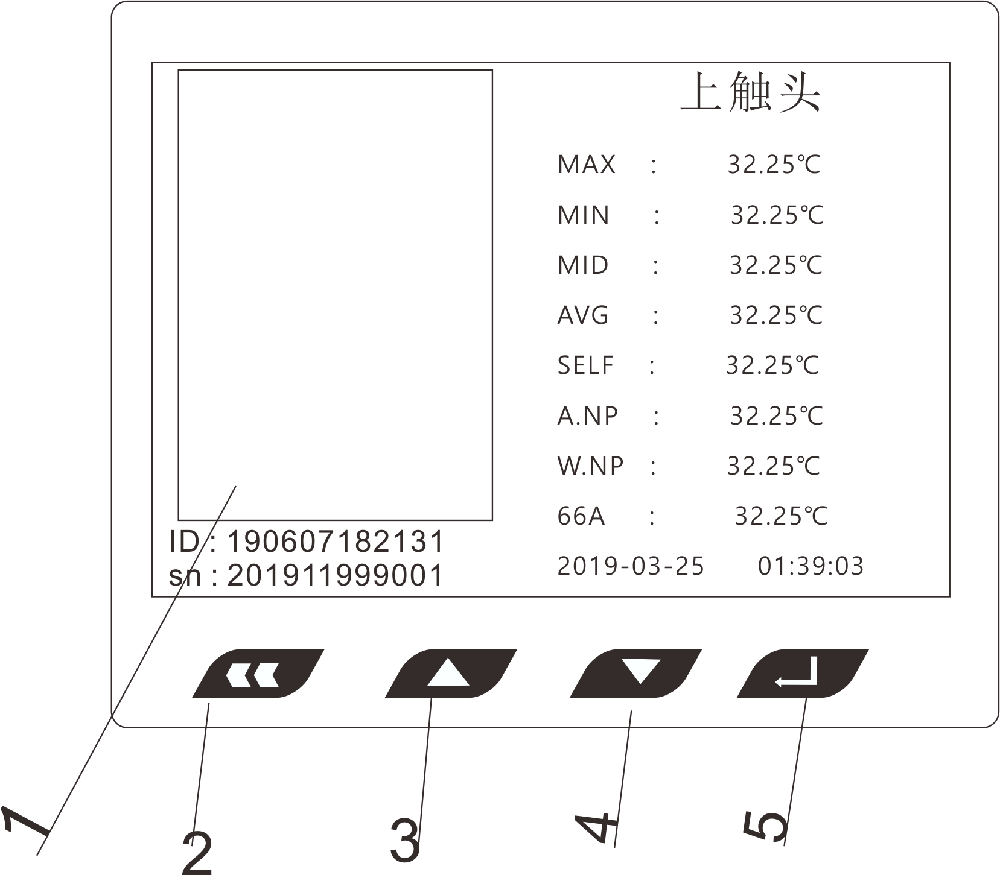 上触头
MAX : 32.25℃
MIN : 32.25℃
MID : 32.25℃
AVG : 32.25℃
SELF : 32.25℃
A.NP : 32.25℃
W.NP : 32.25℃
66A : 32.25℃
2019-03-25 01:39:03
ID : 190607182131
sn : 201911999001
1
2
3
4
5